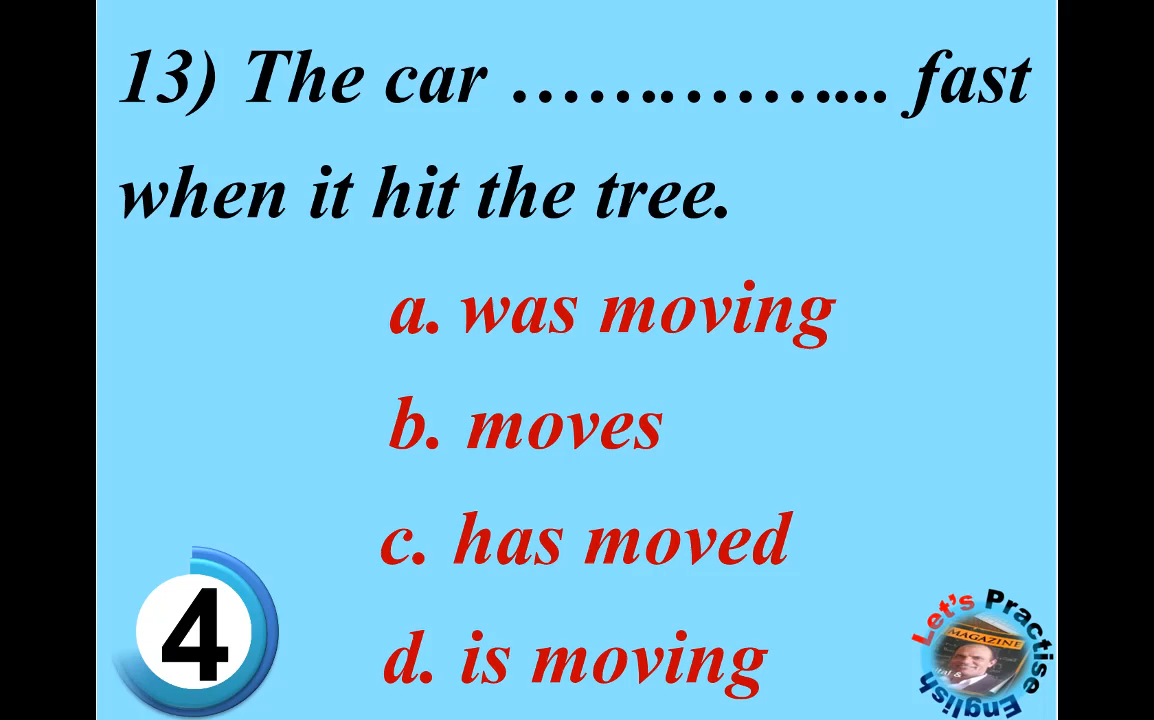 13) The car …….……... fast
when it hit the tree.
a. was moving
b. moves
c. has moved
d. is moving
4
Let's Practise English
MAGAZINE